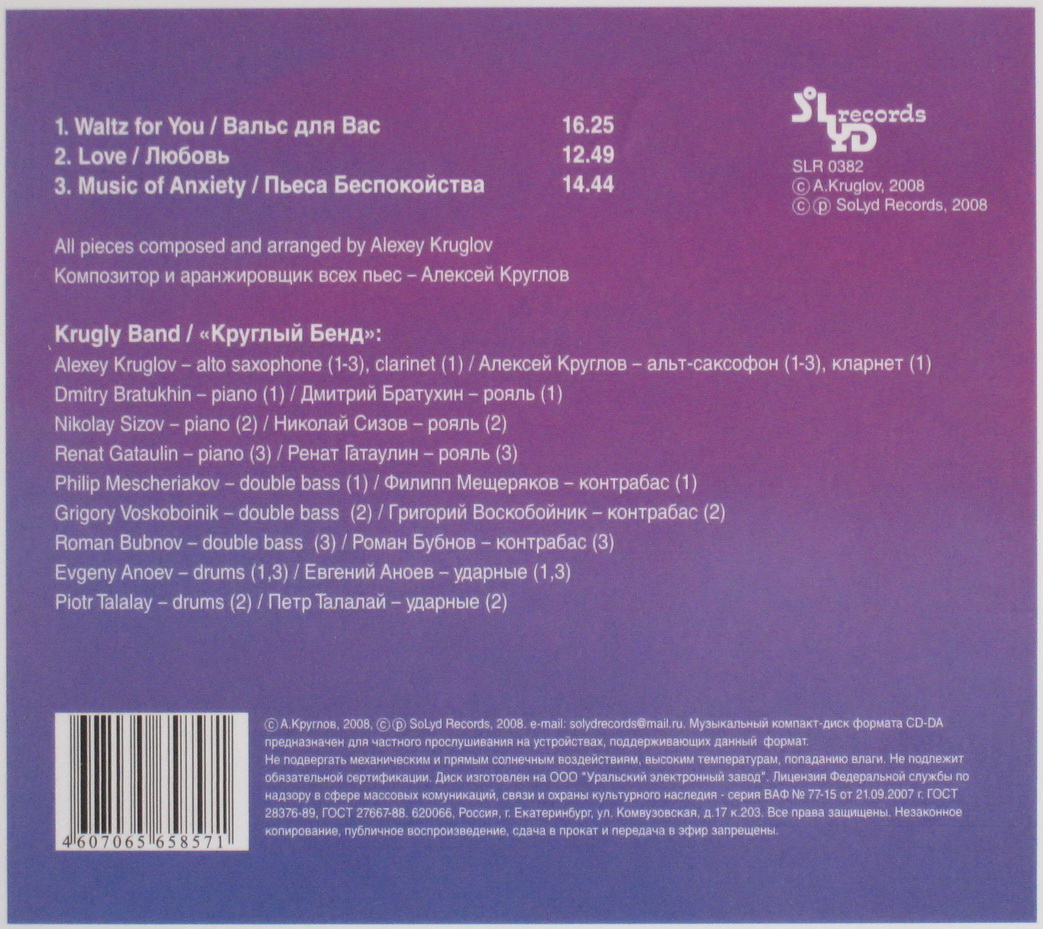 1. Waltz for You / Вальс для Вас 16.25
2. Love / Любовь 12.49
3. Music of Anxiety / Пьеса Беспокойства 14.44
SoLyd records
SLR 0382
ⓒ A.Kruglov, 2008
ⓒ ⓟ SoLyd Records, 2008
All pieces composed and arranged by Alexey Kruglov
Композитор и аранжировщик всех пьес – Алексей Круглов
Krugly Band / «Круглый Бенд»:
Alexey Kruglov – alto saxophone (1-3), clarinet (1) / Алексей Круглов – альт-саксофон (1-3), кларнет (1)
Dmitry Bratukhin – piano (1) / Дмитрий Братухин – рояль (1)
Nikolay Sizov – piano (2) / Николай Сизов – рояль (2)
Renat Gataulin – piano (3) / Ренат Гатаулин – рояль (3)
Philip Mescheriakov – double bass (1) / Филипп Мещеряков – контрабас (1)
Grigory Voskoboinik – double bass (2) / Григорий Воскобойник – контрабас (2)
Roman Bubnov – double bass (3) / Роман Бубнов – контрабас (3)
Evgeny Anoev – drums (1,3) / Евгений Аноев – ударные (1,3)
Piotr Talalay – drums (2) / Петр Талалай – ударные (2)
ⓒ А.Круглов, 2008, ⓒ ⓟ SoLyd Records, 2008. e-mail: solydrecords@mail.ru. Музыкальный компакт-диск формата CD-DA
предназначен для частного прослушивания на устройствах, поддерживающих данный формат.
Не подвергать механическим и прямым солнечным воздействиям, высоким температурам, попаданию влаги. Не подлежит
обязательной сертификации. Диск изготовлен на ООО "Уральский электронный завод". Лицензия Федеральной службы по
надзору в сфере массовых комуникаций, связи и охраны культурного наследия - серия ВАФ № 77-15 от 21.09.2007 г. ГОСТ
28376-89, ГОСТ 27667-88. 620066, Россия, г. Екатеринбург, ул. Комвузовская, д.17 к.203. Все права защищены. Незаконное
копирование, публичное воспроизведение, сдача в прокат и передача в эфир запрещены.
4 607065 658571